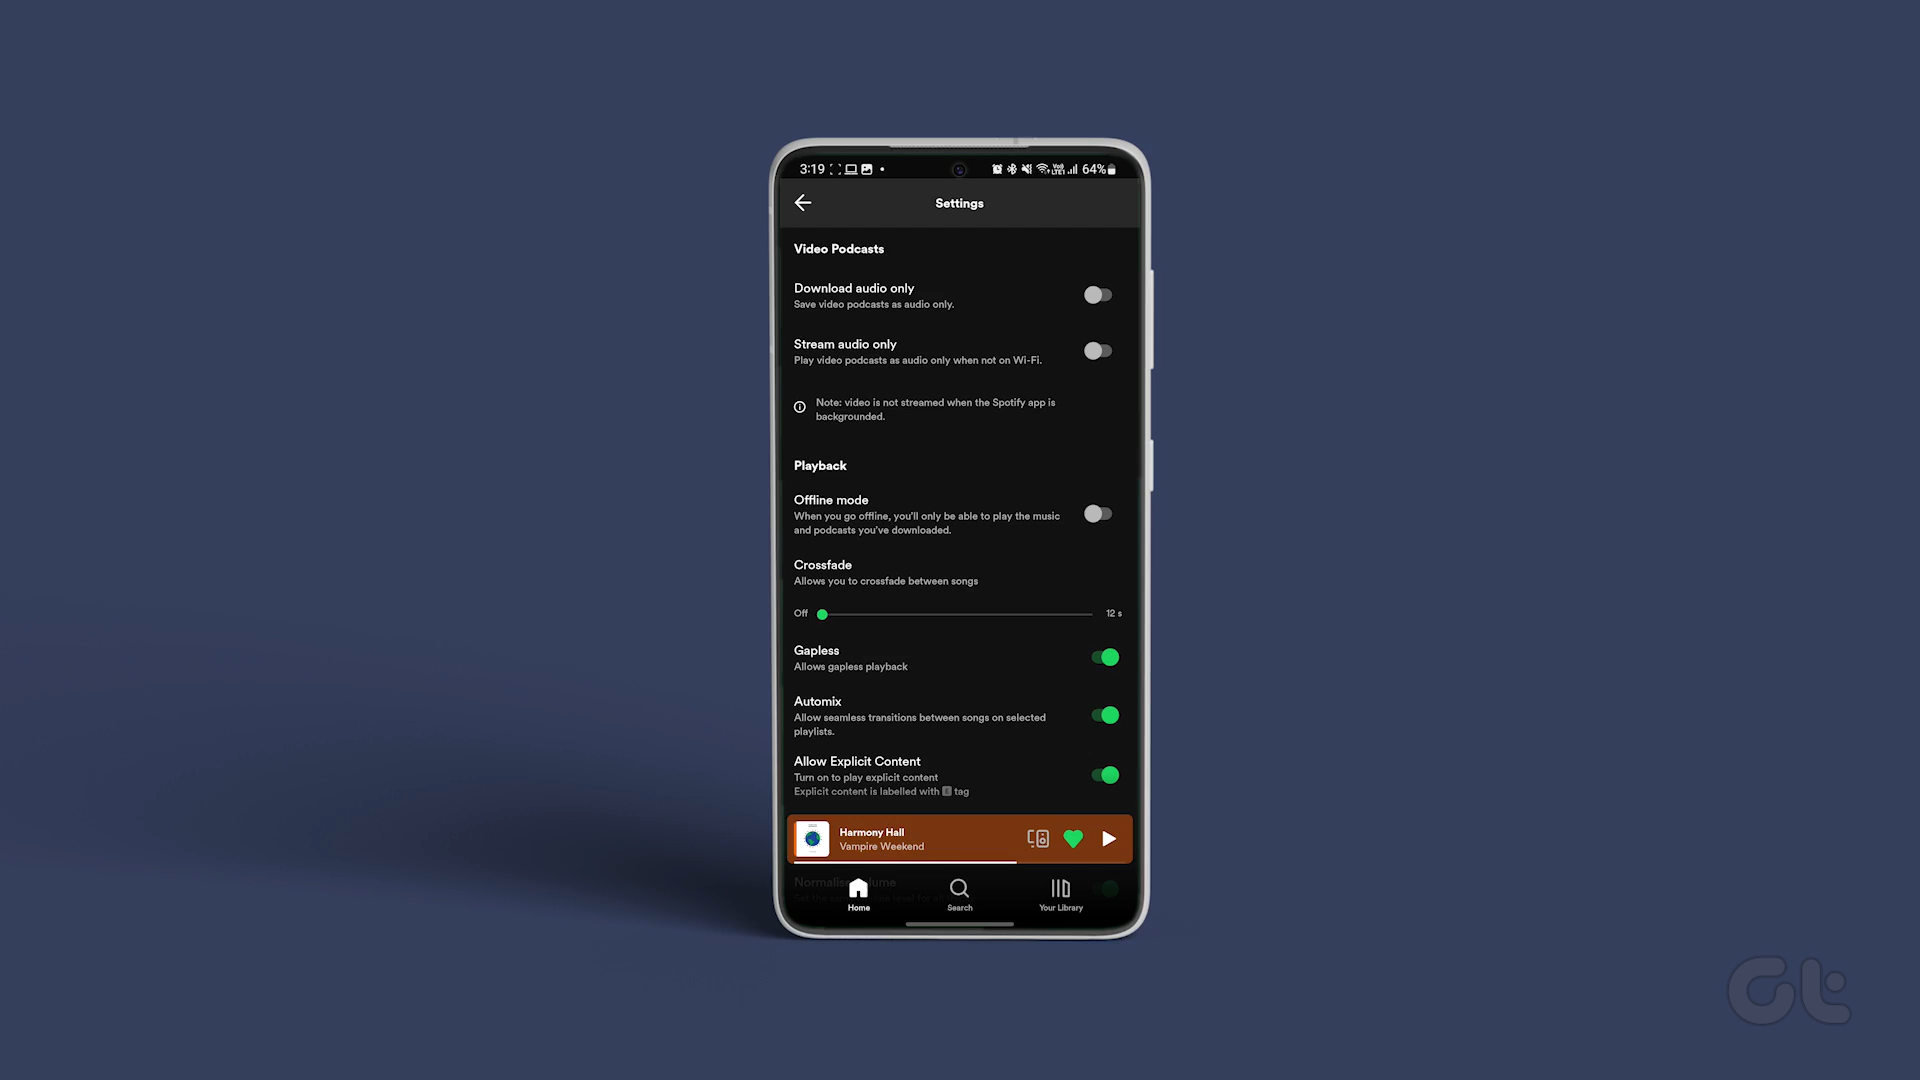 3:19
VoD LTE1 64%
Settings
Video Podcasts
Download audio only
Save video podcasts as audio only.
Stream audio only
Play video podcasts as audio only when not on Wi-Fi.
Note: video is not streamed when the Spotify app is
backgrounded.
Playback
Offline mode
When you go offline, you'll only be able to play the music
and podcasts you've downloaded.
Crossfade
Allows you to crossfade between songs
Off
12 s
Gapless
Allows gapless playback
Automix
Allow seamless transitions between songs on selected
playlists.
Allow Explicit Content
Turn on to play explicit content
Explicit content is labelled with E tag
Harmony Hall
Vampire Weekend
Home
Search
Your Library
Gt